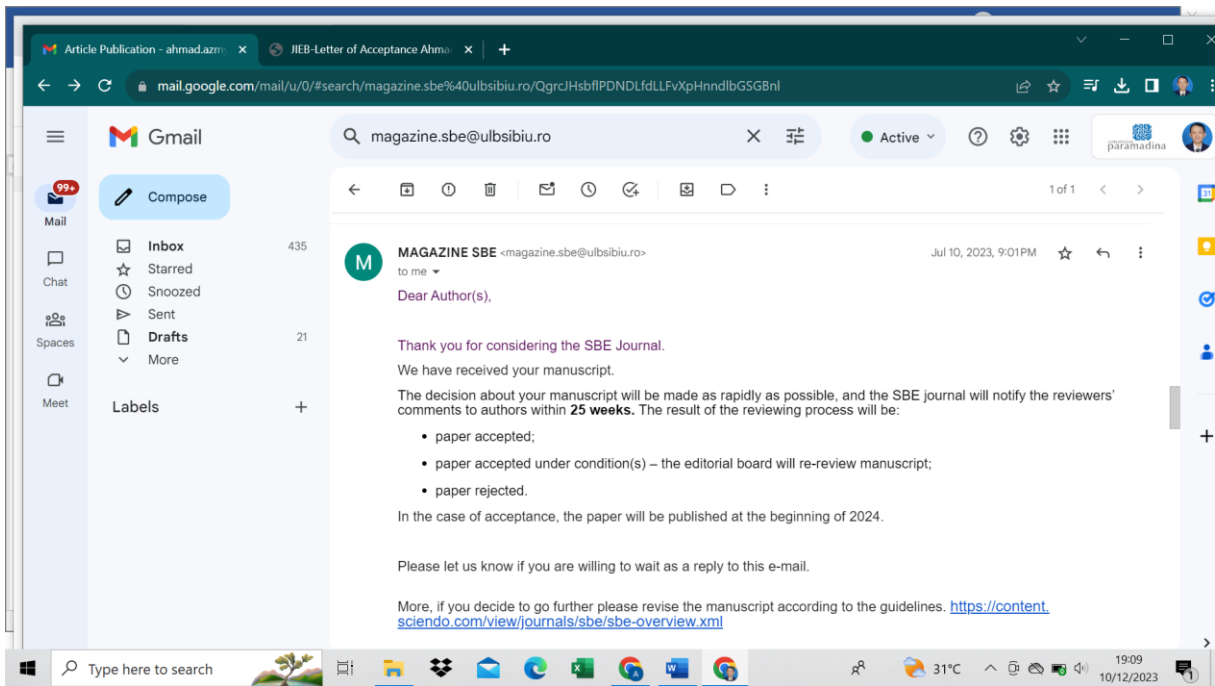 Article Publication - ahmad.azmy
JIEB-Letter of Acceptance Ahma
mail.google.com/mail/u/0/#search/magazine.sbe%40ulbsibiu.ro/QgrcJHsbflPDNDLfdLLFvXpHnndlbGSGBnl
Gmail
magazine.sbe@ulbsibiu.ro
Active
paramadina
99+
Mail
Chat
Spaces
Meet
Compose
Inbox 435
Starred
Snoozed
Sent
Drafts 21
More
Labels
1 of 1
31
M
MAGAZINE SBE <magazine.sbe@ulbsibiu.ro> Jul 10, 2023, 9:01 PM
to me
Dear Author(s),
Thank you for considering the SBE Journal.
We have received your manuscript.
The decision about your manuscript will be made as rapidly as possible, and the SBE journal will notify the reviewers'
comments to authors within 25 weeks. The result of the reviewing process will be:
• paper accepted;
• paper accepted under condition(s) – the editorial board will re-review manuscript;
• paper rejected.
In the case of acceptance, the paper will be published at the beginning of 2024.
Please let us know if you are willing to wait as a reply to this e-mail.
More, if you decide to go further please revise the manuscript according to the guidelines. https://content.
sciendo.com/view/journals/sbe/sbe-overview.xml
Type here to search
31°C
19:09
10/12/2023
1